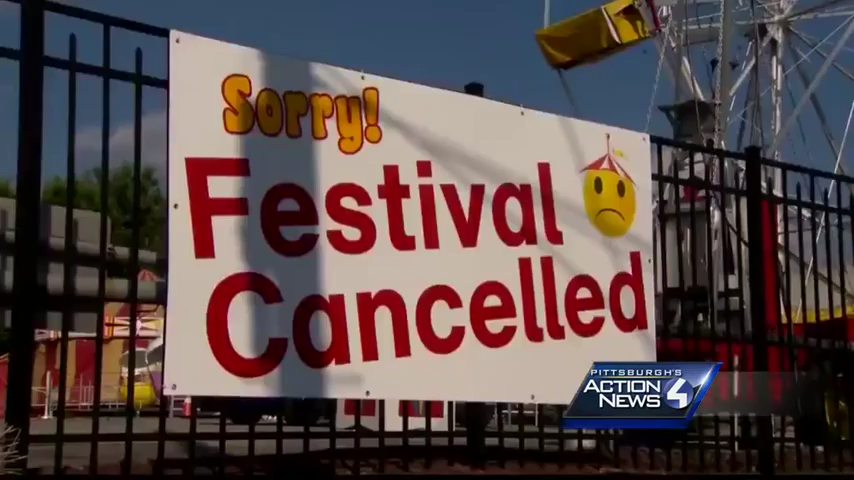 Sorry!
Festival
Cancelled
PITTSBURGH'S
ACTION
NEWS 4